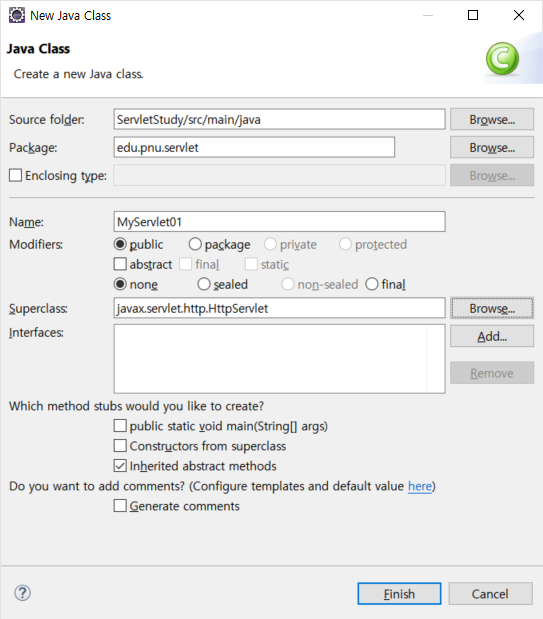 New Java Class
Java Class
Create a new Java class.
C
Source folder: ServletStudy/src/main/java Browse...
Package: edu.pnu.servlet Browse...
Enclosing type: Browse...
Name: MyServlet01
Modifiers: public package private protected
abstract final static
none sealed non-sealed final
Superclass: javax.servlet.http.HttpServlet Browse...
Interfaces: Add...
Remove
Which method stubs would you like to create?
public static void main(String[] args)
Constructors from superclass
Inherited abstract methods
Do you want to add comments? (Configure templates and default value here)
Generate comments
? Finish Cancel